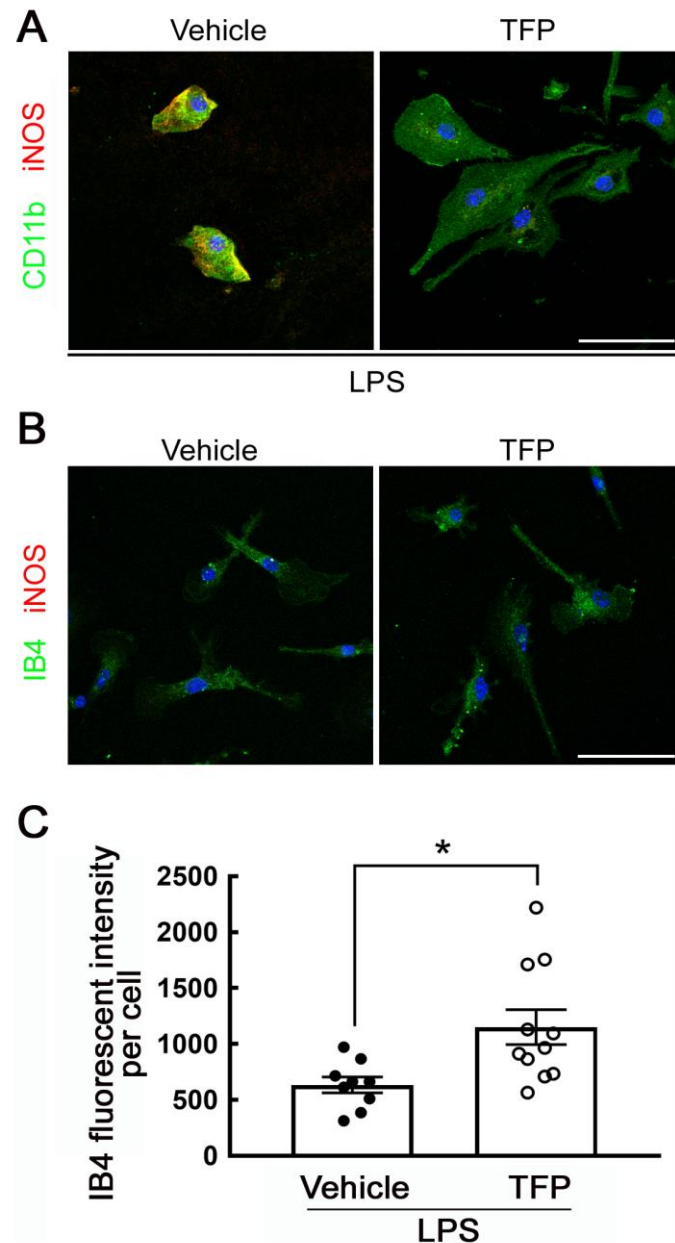 A
Vehicle TFP
CD11b iNOS
LPS
B
Vehicle TFP
IB4 iNOS
C
IB4 fluorescent intensity
per cell
2500
2000
1500
1000
500
0
*
Vehicle TFP
LPS